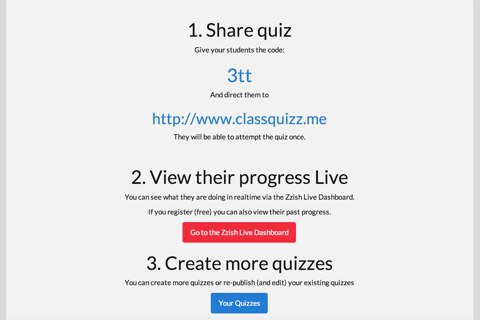 1. Share quiz
Give your students the code:
3tt
And direct them to
http://www.classquizz.me
They will be able to attempt the quiz once.
2. View their progress Live
You can see what they are doing in realtime via the Zzish Live Dashboard.
If you register (free) you can also view their past progress.
Go to the Zzish Live Dashboard
3. Create more quizzes
You can create more quizzes or re-publish (and edit) your existing quizzes
Your Quizzes